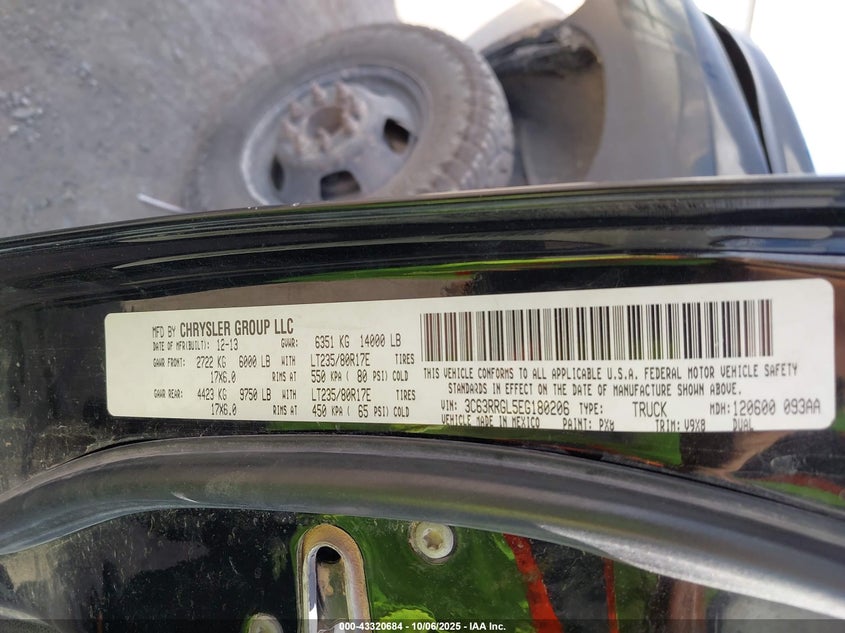 MFD BY CHRYSLER GROUP LLC
DATE OF MFR(BUILT): 12-13 GVWR: 6351 KG 14000 LB
GAWR FRONT: 2722 KG 6000 LB WITH LT235/80R17E TIRES
17X6.0 RIMS AT 550 KPA( 80 PSI) COLD
GAWR REAR: 4423 KG 9750 LB WITH LT235/80R17E TIRES
17X6.0 RIMS AT 450 KPA( 65 PSI) COLD
THIS VEHICLE CONFORMS TO ALL APPLICABLE U.S.A. FEDERAL MOTOR VEHICLE SAFETY
STANDARDS IN EFFECT ON THE DATE OF MANUFACTURE SHOWN ABOVE.
VIN: 3C63RRGL5EG180206 TYPE: TRUCK MDH: 120600 093AA
VEHICLE MADE IN MEXICO PAINT: PX8 TRIM: V9X8 DUAL
000-43320684 - 10/06/2025 - IAA Inc.